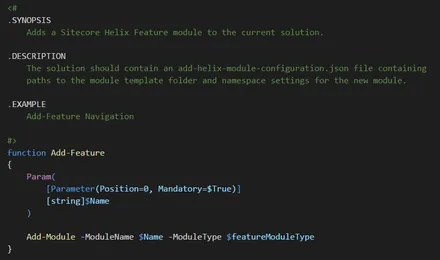 <#
.SYNOPSIS
    Adds a Sitecore Helix Feature module to the current solution.
.DESCRIPTION
    The solution should contain an add-helix-module-configuration.json file containing
    paths to the module template folder and namespace settings for the new module.
.EXAMPLE
    Add-Feature Navigation
#>
function Add-Feature
{
    Param(
        [Parameter(Position=0, Mandatory=$True)]
        [string]$Name
    )
    Add-Module -ModuleName $Name -ModuleType $featureModuleType
}